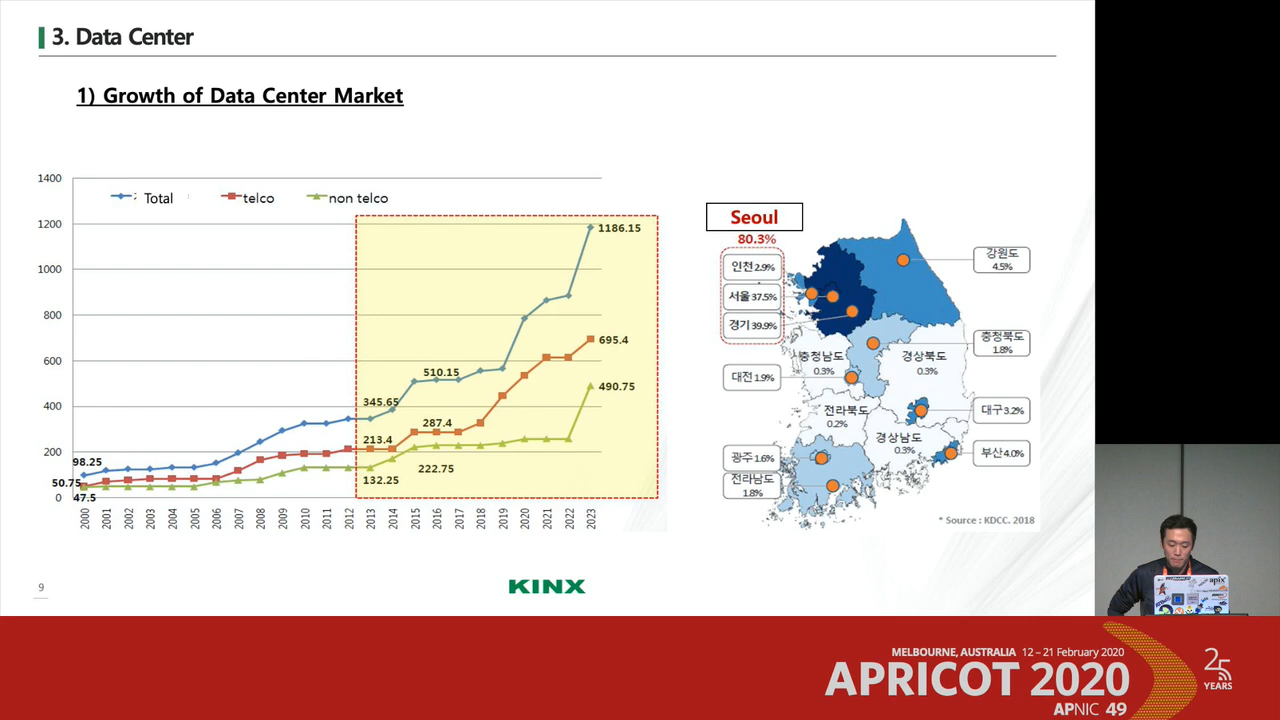 3. Data Center
1) Growth of Data Center Market
1400
1200
1000
800
600
400
200
0
Total
telco
non telco
98.25
50.75
47.5
345.65
213.4
132.25
510.15
287.4
222.75
1186.15
695.4
490.75
2000
2001
2002
2003
2004
2005
2006
2007
2008
2009
2010
2011
2012
2013
2014
2015
2016
2017
2018
2019
2020
2021
2022
2023
Seoul
80.3%
인천 2.9%
서울 37.5%
경기 39.9%
강원도
4.5%
충청북도
1.8%
충청남도
0.3%
경상북도
0.3%
대전 1.9%
대구 3.2%
전라북도
0.2%
경상남도
0.3%
광주 1.6%
부산 4.0%
전라남도
1.8%
* Source : KDCC. 2018
9
KINX
apix
MELBOURNE, AUSTRALIA 12 – 21 February 2020
APRICOT 2020
APNIC 49
25
YEARS